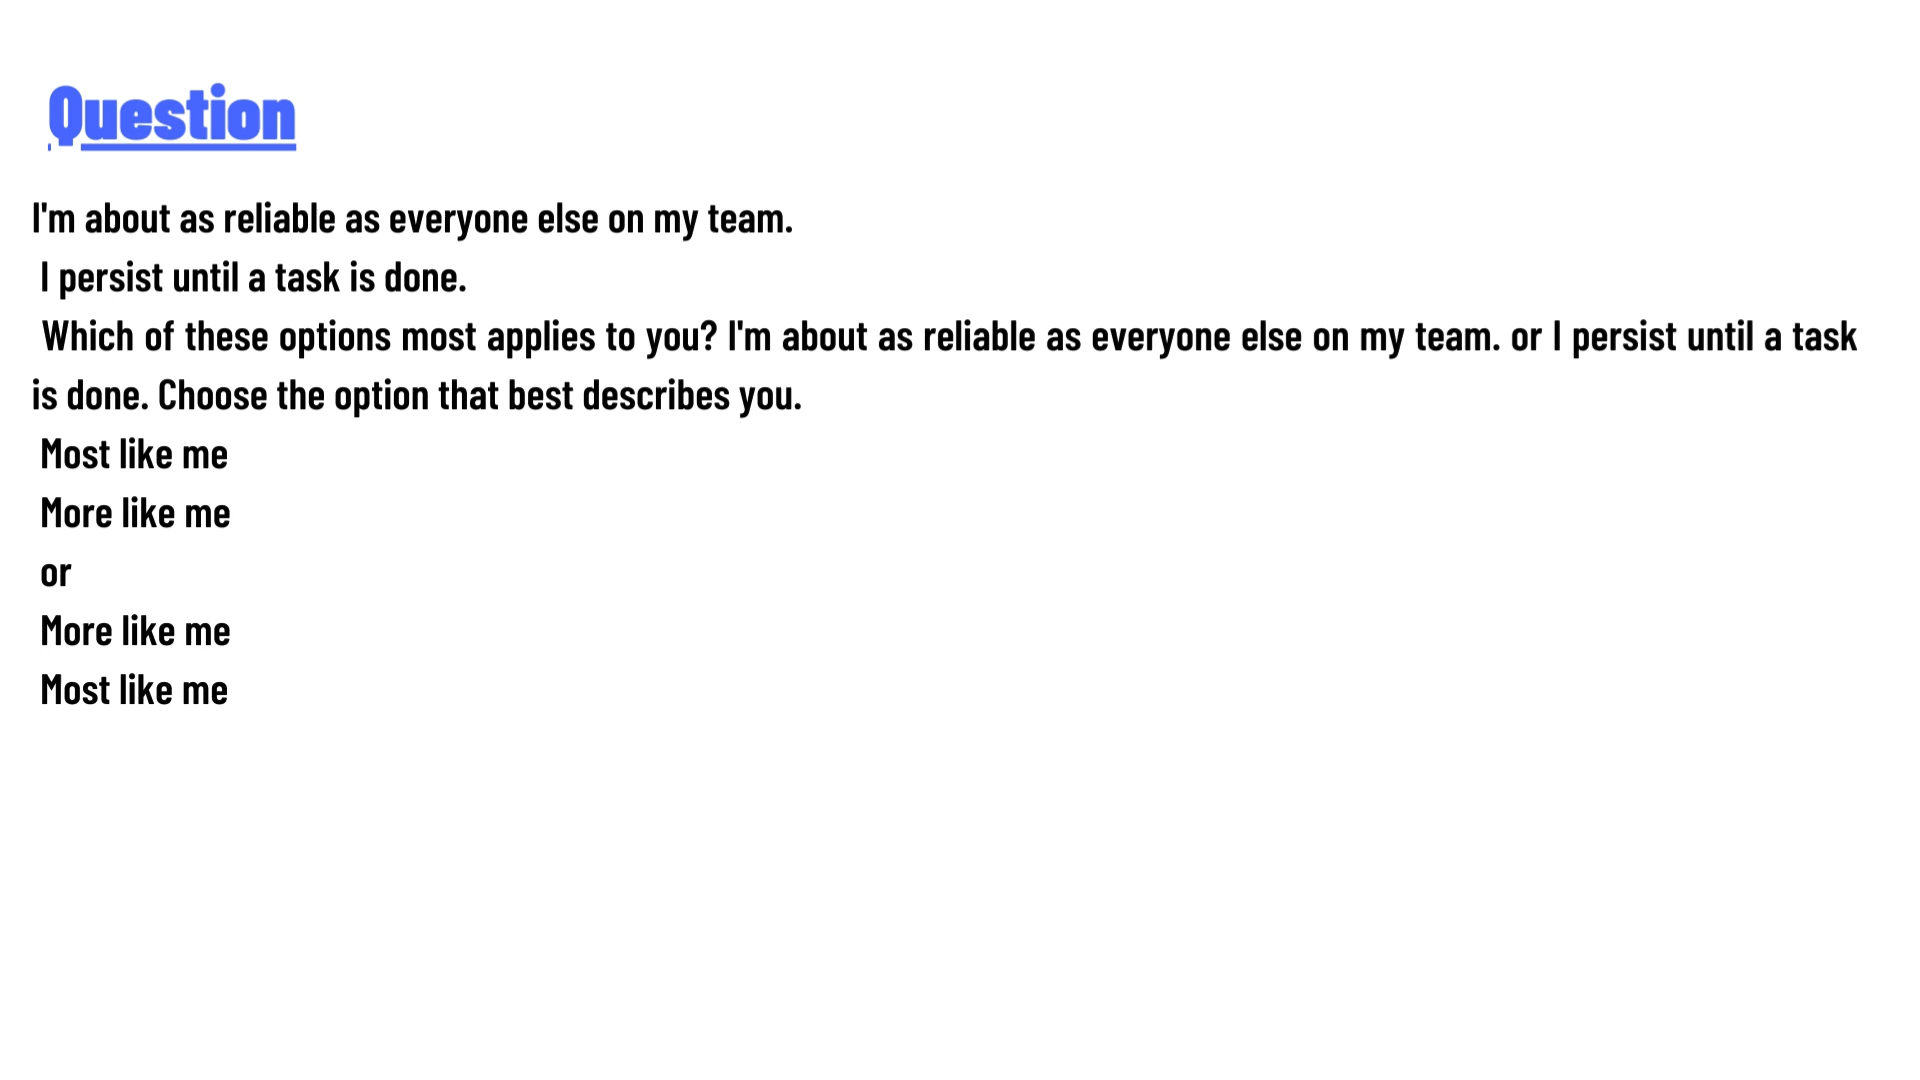 Question
I'm about as reliable as everyone else on my team.
I persist until a task is done.
Which of these options most applies to you? I'm about as reliable as everyone else on my team. or I persist until a task
is done. Choose the option that best describes you.
Most like me
More like me
or
More like me
Most like me